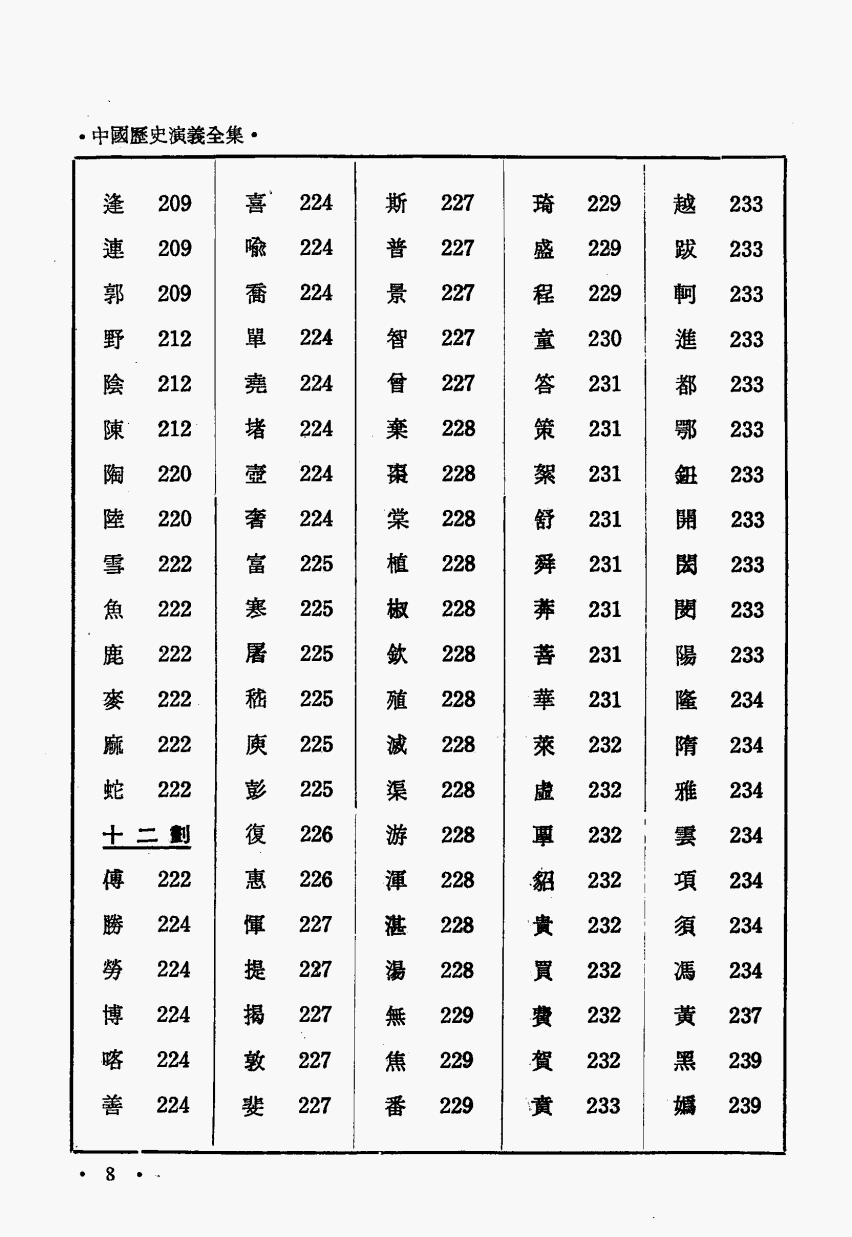 ·中國歷史演義全集·
逢 209
連 209
郭 209
野 212
陰 212
陳 212
陶 220
陸 220
雪 222
魚 222
鹿 222
麥 222
麻 222
蛇 222
十二劃
傅 222
勝 224
勞 224
博 224
喀 224
善 224
喜 224
喻 224
喬 224
單 224
堯 224
堵 224
壺 224
奢 224
富 225
寒 225
屠 225
嵇 225
庾 225
彭 225
復 226
惠 226
惲 227
提 227
揭 227
敦 227
斐 227
斯 227
普 227
景 227
智 227
曾 227
棄 228
棗 228
棠 228
植 228
椒 228
欽 228
殖 228
滅 228
渠 228
游 228
渾 228
湛 228
湯 228
無 229
焦 229
番 229
琦 229
盛 229
程 229
童 230
答 231
策 231
絮 231
舒 231
舜 231
莽 231
菩 231
華 231
萊 232
虛 232
覃 232
貂 232
貴 232
買 232
費 232
賀 232
賁 233
越 233
跋 233
軻 233
進 233
都 233
鄂 233
鈕 233
開 233
閎 233
閔 233
陽 233
隆 234
隋 234
雅 234
雲 234
項 234
須 234
馮 234
黃 237
黑 239
239
· 8 ·